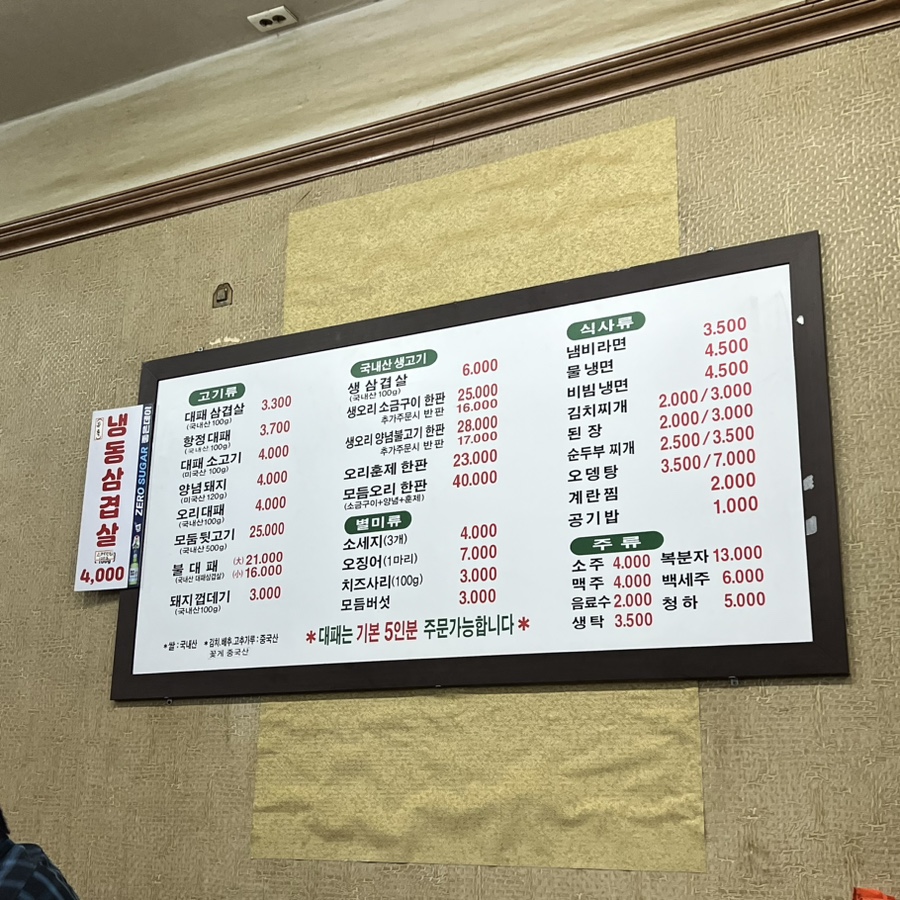 냉동삼겹살
100g
4,000
ZERO SUGAR
고기류
대패 삼겹살 3.300
(국내산 100g)
항정대패 3.700
(국내산 100g)
대패 소고기 4.000
(미국산 100g)
양념돼지 4.000
(미국산 120g)
오리대패 4.000
(국내산 100g)
모듬뒷고기 25.000
(국내산 500g)
불 대 패 (大) 21.000
(국내산 대패삼겹살) (小) 16.000
돼지껍데기 3.000
(국내산 100g)
*쌀 : 국내산 *김치,배추,고추가루 : 중국산
꽃게 중국산
국내산 생고기
생 삼 겹 살 6.000
(국내산 100g)
생오리 소금구이 한판 25.000
추가주문시 반 판 16.000
생오리 양념불고기 한판 28.000
추가주문시 반 판 17.000
오리훈제 한판 23.000
모듬오리 한판 40.000
(소금구이+양념+훈제)
별미류
소세지(3개) 4.000
오징어(1마리) 7.000
치즈사리(100g) 3.000
모듬버섯 3.000
*대패는 기본 5인분 주문가능합니다*
식사류
냄비라면 3.500
물 냉면 4.500
비빔냉면 4.500
김치찌개 2.000/3.000
된 장 2.000/3.000
순두부 찌개 2.500/3.500
오뎅탕 3.500/7.000
계란찜 2.000
공기밥 1.000
주 류
소주 4.000 복분자 13.000
맥주 4.000 백세주 6.000
음료수 2.000 청하 5.000
생탁 3.500